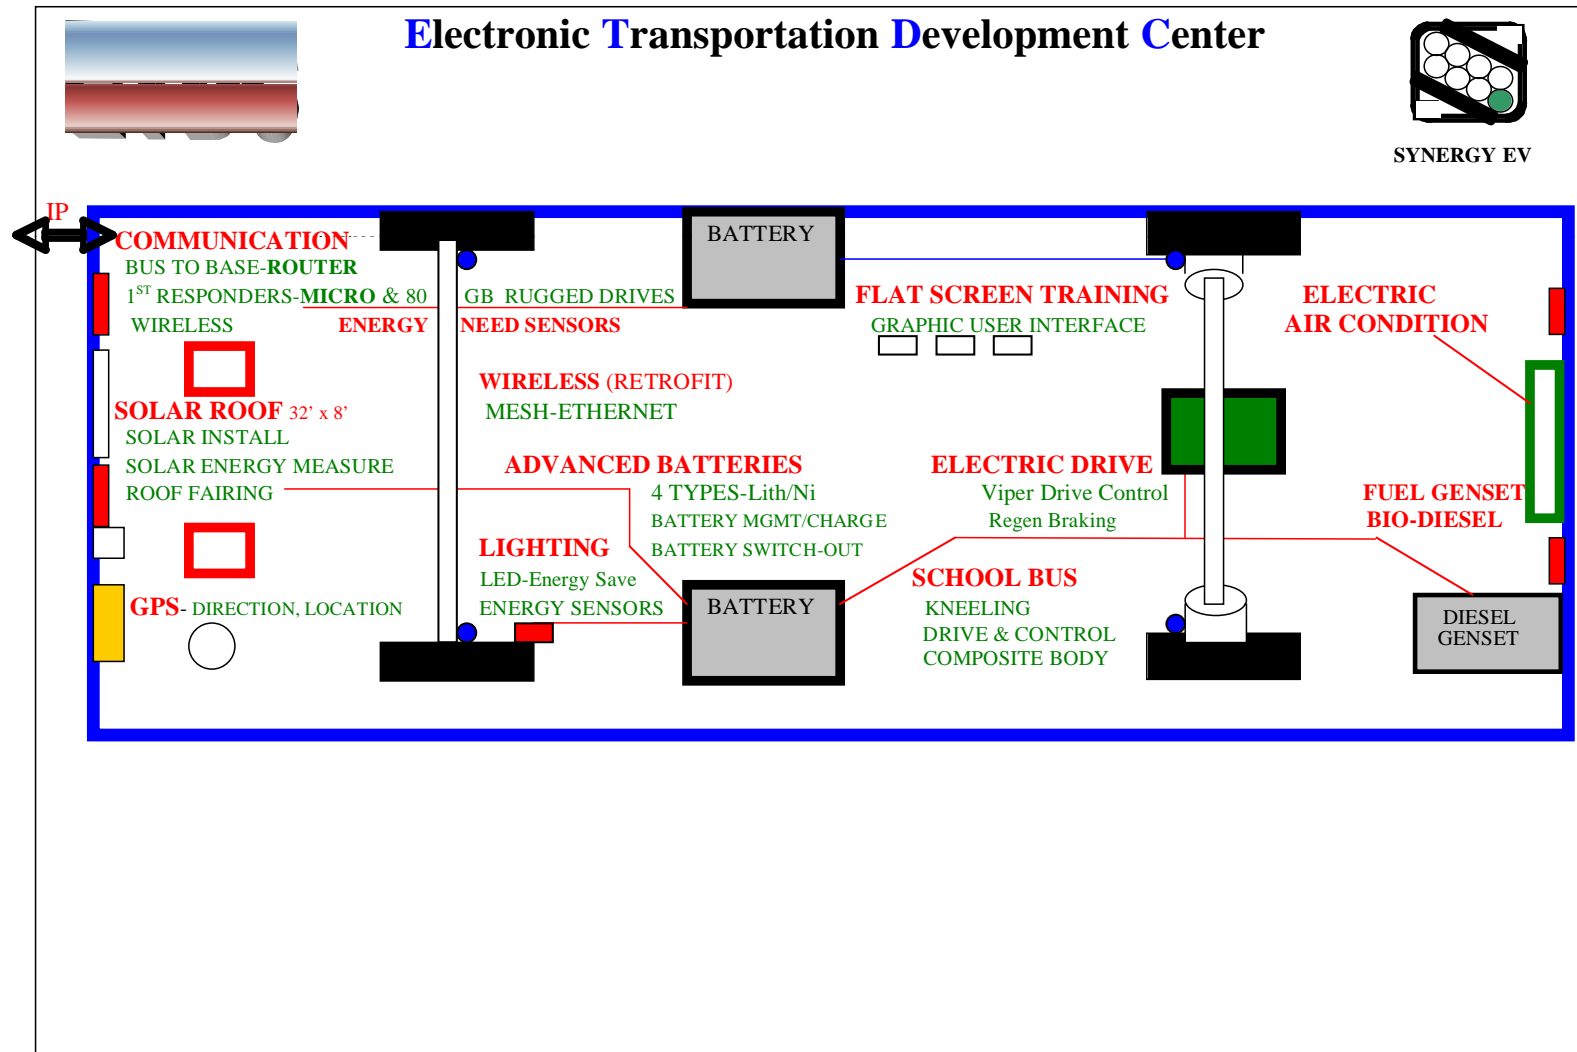 Electronic Transportation Development Center
SYNERGY EV
IP
COMMUNICATION
BUS TO BASE-ROUTER
1ST RESPONDERS-MICRO & 80 GB RUGGED DRIVES
WIRELESS
ENERGY NEED SENSORS
BATTERY
FLAT SCREEN TRAINING
GRAPHIC USER INTERFACE
ELECTRIC
AIR CONDITION
WIRELESS (RETROFIT)
MESH-ETHERNET
SOLAR ROOF 32' x 8'
SOLAR INSTALL
SOLAR ENERGY MEASURE
ROOF FAIRING
ADVANCED BATTERIES
4 TYPES-Lith/Ni
BATTERY MGMT/CHARGE
BATTERY SWITCH-OUT
ELECTRIC DRIVE
Viper Drive Control
Regen Braking
FUEL GENSET
BIO-DIESEL
LIGHTING
LED-Energy Save
ENERGY SENSORS
BATTERY
SCHOOL BUS
KNEELING
DRIVE & CONTROL
COMPOSITE BODY
GPS- DIRECTION, LOCATION
DIESEL
GENSET